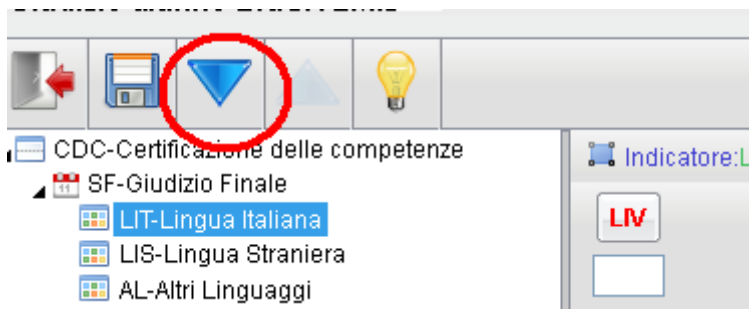 CDC-Certificazione delle competenze
SF-Giudizio Finale
LIT-Lingua Italiana
LIS-Lingua Straniera
AL-Altri Linguaggi
Indicatore:L
LIV